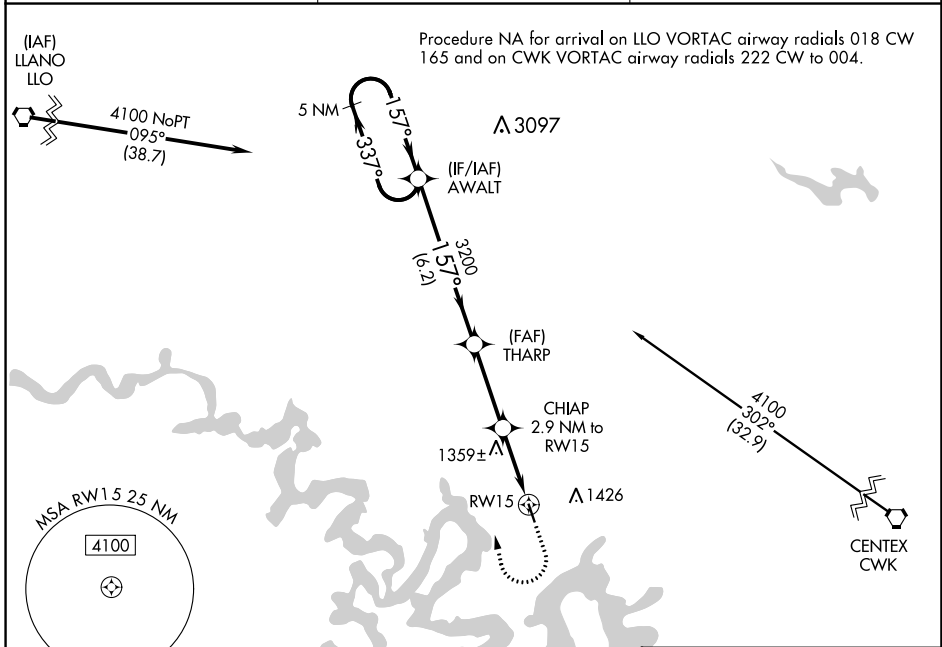 Procedure NA for arrival on LLO VORTAC airway radials 018 CW
165 and on CWK VORTAC airway radials 222 CW to 004.
(IAF)
LLANO
LLO
4100 NoPT
095°
(38.7)
5 NM
157°
337°
3097
(IF/IAF)
AWALT
3200
157°
(6.2)
(FAF)
THARP
CHIAP
2.9 NM to
RW15
1359±
RW15
1426
4100
302°
(32.9)
CENTEX
CWK
MSA RW15 25 NM
4100